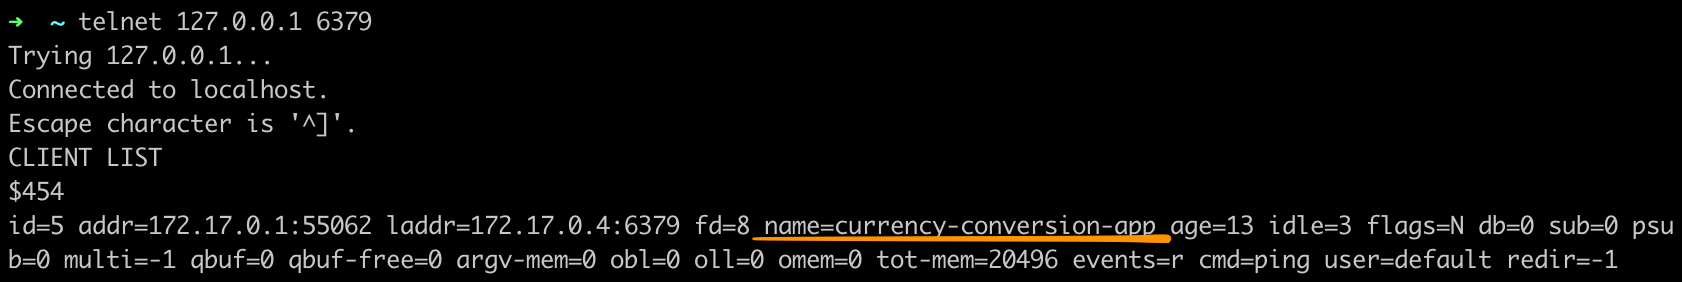 ➜ ~ telnet 127.0.0.1 6379
Trying 127.0.0.1...
Connected to localhost.
Escape character is '^]'.
CLIENT LIST
$454
id=5 addr=172.17.0.1:55062 laddr=172.17.0.4:6379 fd=8 name=currency-conversion-app age=13 idle=3 flags=N db=0 sub=0 psu
b=0 multi=-1 qbuf=0 qbuf-free=0 argv-mem=0 obl=0 oll=0 omem=0 tot-mem=20496 events=r cmd=ping user=default redir=-1